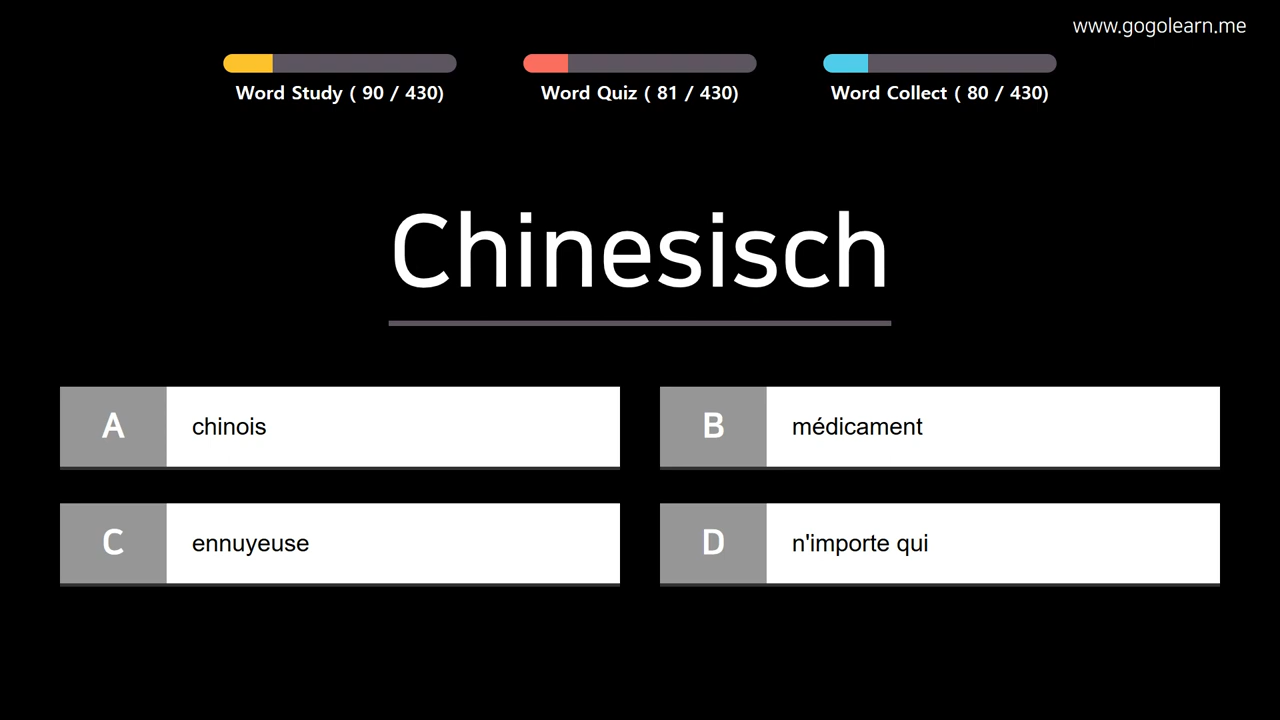 www.gogolearn.me
Word Study ( 90 / 430)
Word Quiz ( 81 / 430)
Word Collect ( 80 / 430)
Chinesisch
A chinois
B médicament
C ennuyeuse
D n'importe qui